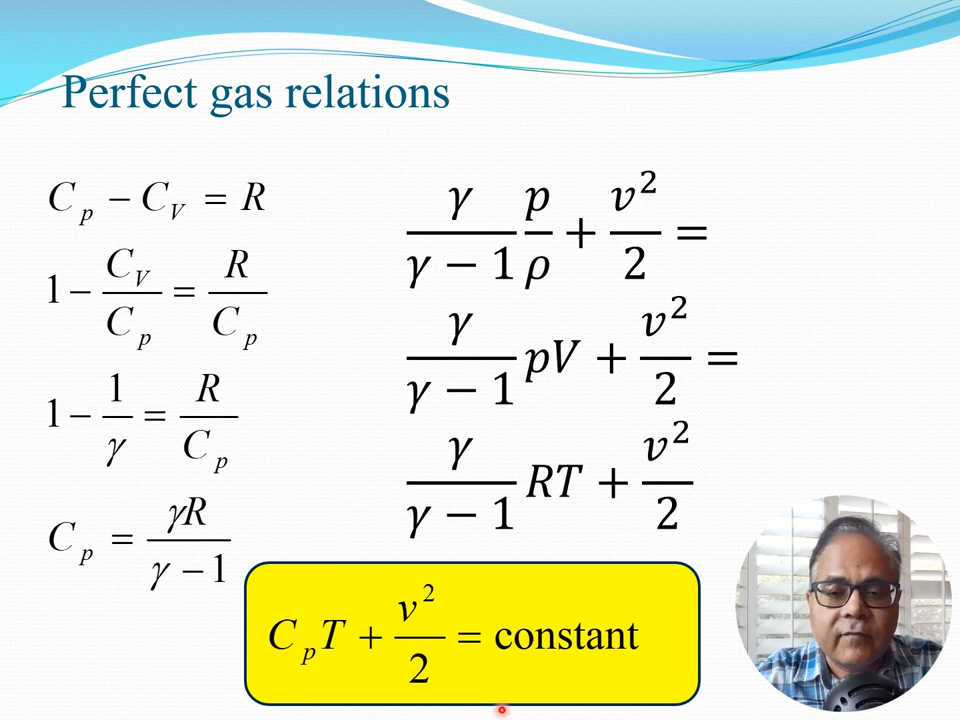 Perfect gas relations
C_p − C_V = R
1 − C_V/C_p = R/C_p
1 − 1/γ = R/C_p
C_p = γR/(γ − 1)
γ/(γ − 1) p/ρ + v²/2 =
γ/(γ − 1) pV + v²/2 =
γ/(γ − 1) RT + v²/2
C_p T + v²/2 = constant